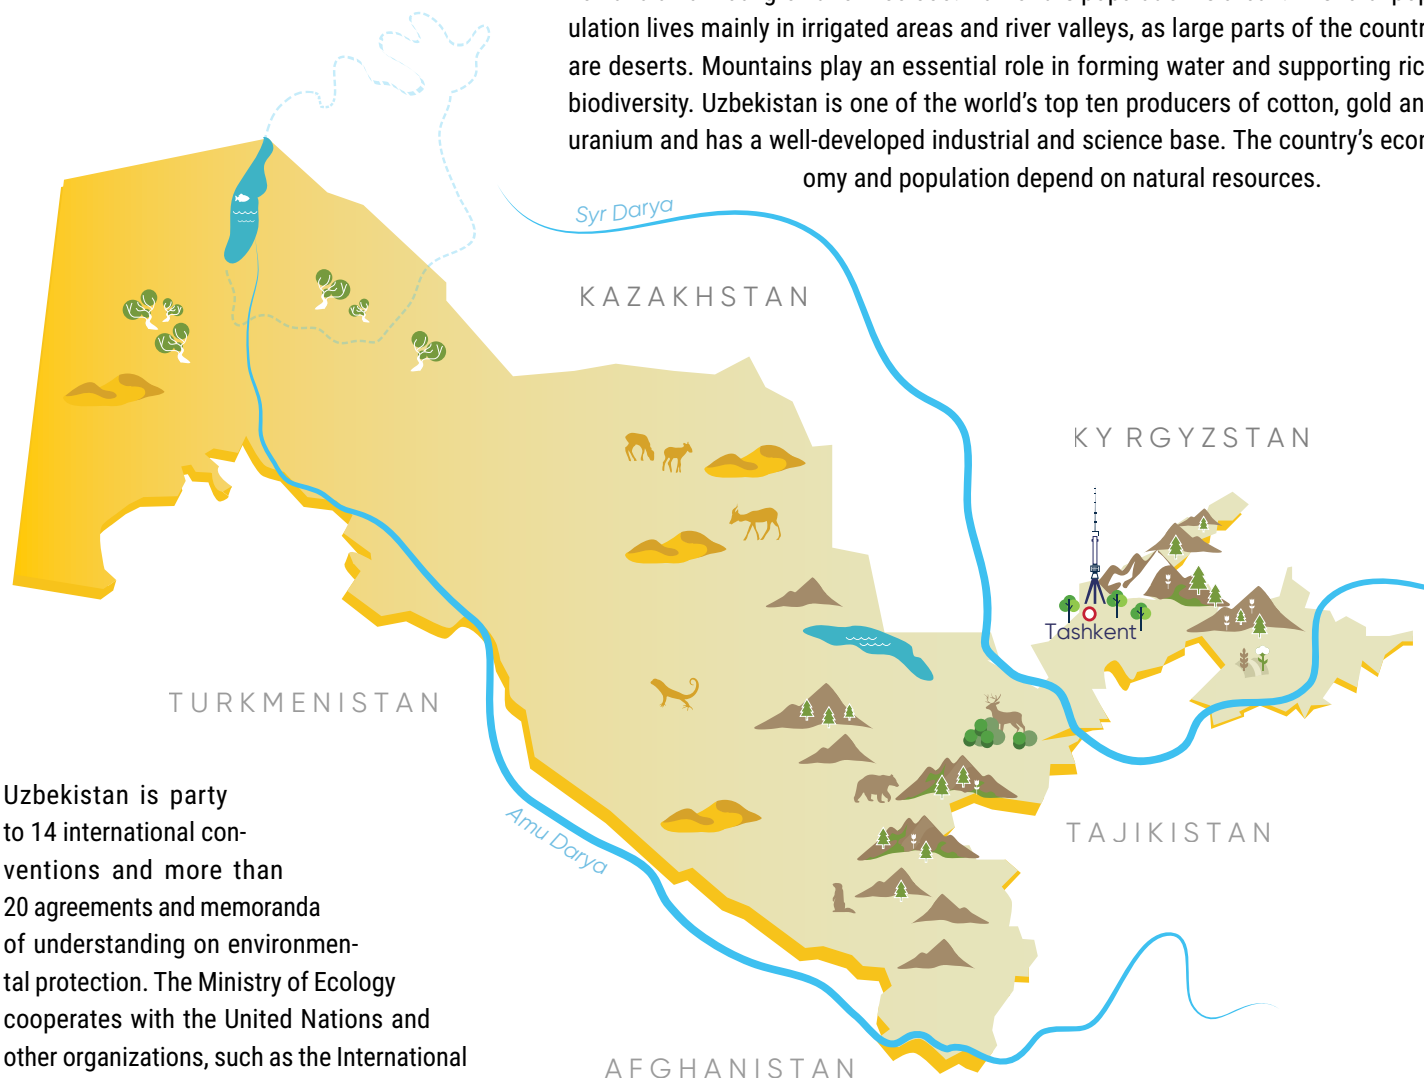 ulation lives mainly in irrigated areas and river valleys, as large parts of the countr
are deserts. Mountains play an essential role in forming water and supporting ric
biodiversity. Uzbekistan is one of the world's top ten producers of cotton, gold an
uranium and has a well-developed industrial and science base. The country's econ
omy and population depend on natural resources.
Syr Darya
KAZAKHSTAN
KYRGYZSTAN
Tashkent
TURKMENISTAN
Uzbekistan is party
to 14 international con-
ventions and more than
20 agreements and memoranda
of understanding on environmen-
tal protection. The Ministry of Ecology
cooperates with the United Nations and
other organizations, such as the International
Amu Darya
TAJIKISTAN
AFGHANISTAN